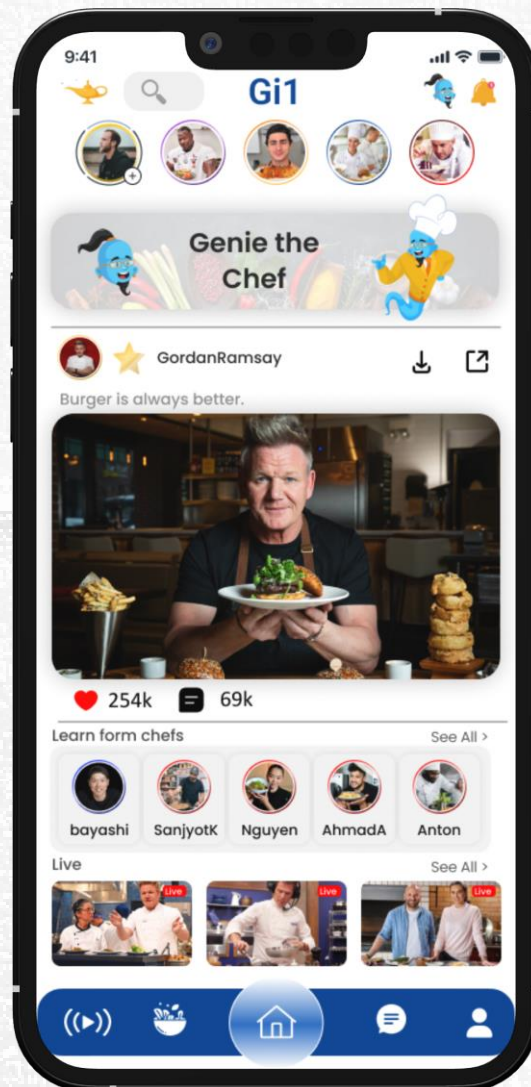 9:41
Gi1
Genie the
Chef
GordanRamsay
Burger is always better.
254k 69k
Learn form chefs See All >
bayashi SanjyotK Nguyen AhmadA Anton
Live See All >
Live Live Live